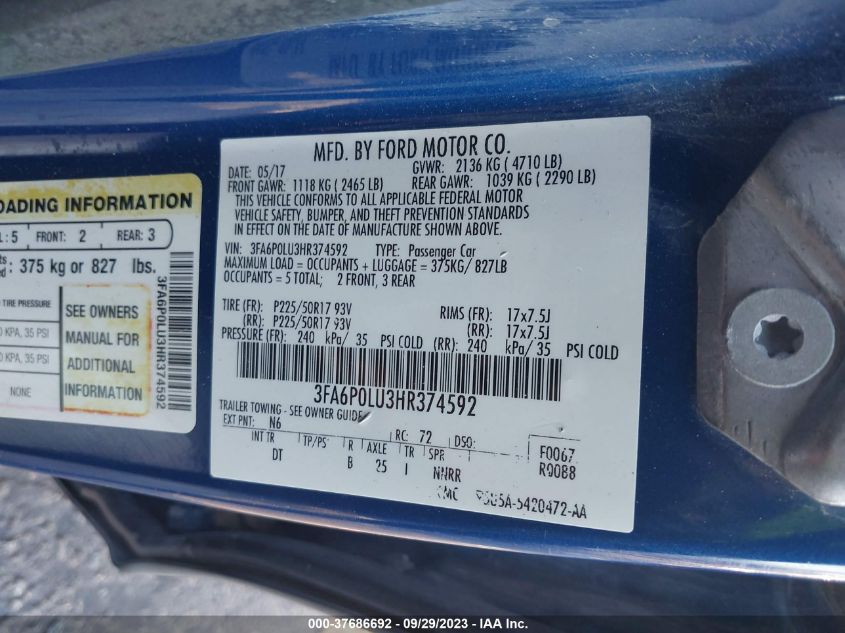 OADING INFORMATION
L: 5 FRONT: 2 REAR: 3
375 kg or 827 lbs.
TIRE PRESSURE
KPA, 35 PSI
KPA, 35 PSI
NONE
SEE OWNERS
MANUAL FOR
ADDITIONAL
INFORMATION
3FA6P0LU3HR374592
MFD. BY FORD MOTOR CO.
DATE: 05/17 GVWR: 2136 KG ( 4710 LB)
FRONT GAWR: 1118 KG ( 2465 LB) REAR GAWR: 1039 KG ( 2290 LB)
THIS VEHICLE CONFORMS TO ALL APPLICABLE FEDERAL MOTOR
VEHICLE SAFETY, BUMPER, AND THEFT PREVENTION STANDARDS
IN EFFECT ON THE DATE OF MANUFACTURE SHOWN ABOVE.
VIN: 3FA6P0LU3HR374592 TYPE: Passenger Car
MAXIMUM LOAD = OCCUPANTS + LUGGAGE = 375KG/ 827LB
OCCUPANTS = 5 TOTAL; 2 FRONT, 3 REAR
TIRE (FR): P225/50R17 93V RIMS (FR): 17x7.5J
(RR): P225/50R17 93V (RR): 17x7.5J
PRESSURE (FR): 240 kPa/ 35 PSI COLD (RR): 240 kPa/ 35 PSI COLD
3FA6P0LU3HR374592
TRAILER TOWING - SEE OWNER GUIDE
EXT PNT: N6 RC: 72 DSO:
INT TR TP/PS R AXLE TR SPR F0067
DT B 25 I NNRR R0088
5420472-AA
000-37686692 - 09/29/2023 - IAA Inc.